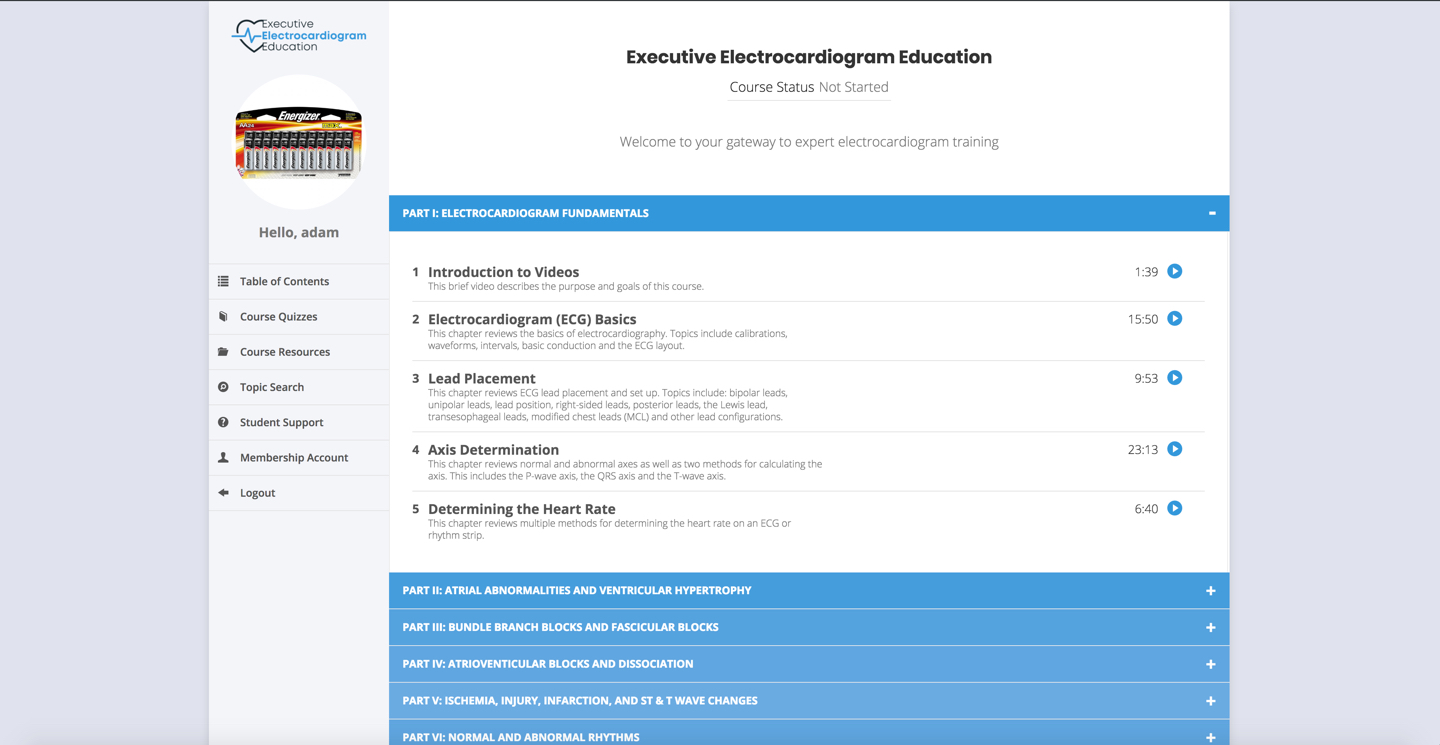 Executive
Electrocardiogram
Education
Energizer
MAX
Hello, adam
Table of Contents
Course Quizzes
Course Resources
Topic Search
Student Support
Membership Account
Logout
Executive Electrocardiogram Education
Course Status Not Started
Welcome to your gateway to expert electrocardiogram training
PART I: ELECTROCARDIOGRAM FUNDAMENTALS -
1 Introduction to Videos 1:39
This brief video describes the purpose and goals of this course.
2 Electrocardiogram (ECG) Basics 15:50
This chapter reviews the basics of electrocardiography. Topics include calibrations,
waveforms, intervals, basic conduction and the ECG layout.
3 Lead Placement 9:53
This chapter reviews ECG lead placement and set up. Topics include: bipolar leads,
unipolar leads, lead position, right-sided leads, posterior leads, the Lewis lead,
transesophageal leads, modified chest leads (MCL) and other lead configurations.
4 Axis Determination 23:13
This chapter reviews normal and abnormal axes as well as two methods for calculating the
axis. This includes the P-wave axis, the QRS axis and the T-wave axis.
5 Determining the Heart Rate 6:40
This chapter reviews multiple methods for determining the heart rate on an ECG or
rhythm strip.
PART II: ATRIAL ABNORMALITIES AND VENTRICULAR HYPERTROPHY +
PART III: BUNDLE BRANCH BLOCKS AND FASCICULAR BLOCKS +
PART IV: ATRIOVENTICULAR BLOCKS AND DISSOCIATION +
PART V: ISCHEMIA, INJURY, INFARCTION, AND ST & T WAVE CHANGES +
PART VI: NORMAL AND ABNORMAL RHYTHMS +